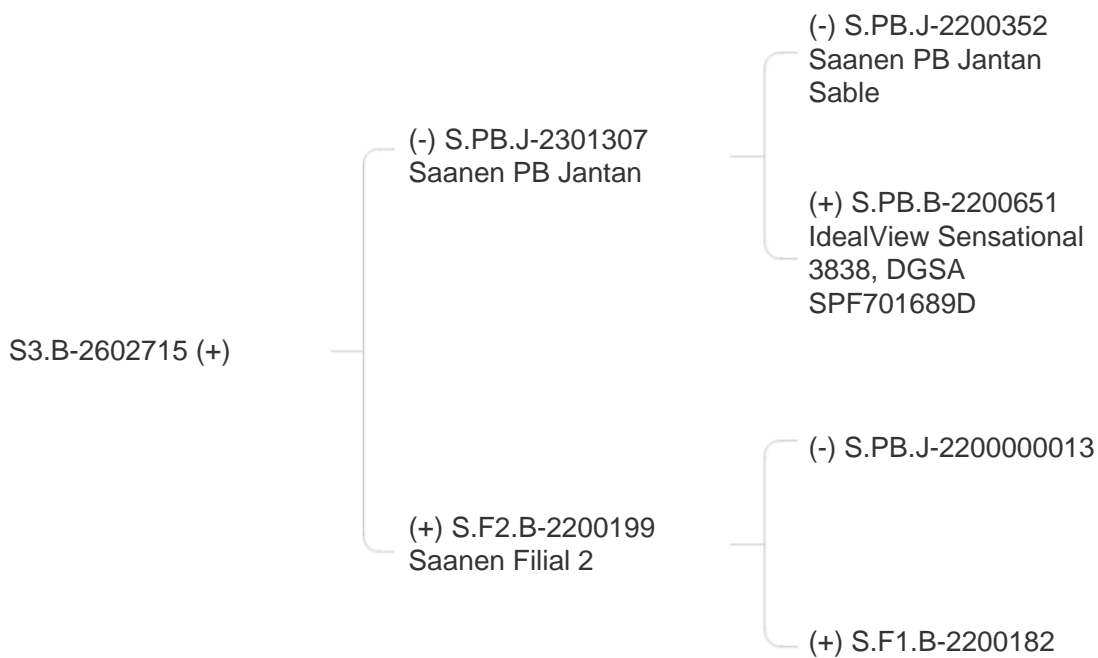 (-) S.PB.J-2200352
Saanen PB Jantan
Sable
(-) S.PB.J-2301307
Saanen PB Jantan
(+) S.PB.B-2200651
IdealView Sensational
3838, DGSA
SPF701689D
S3.B-2602715 (+)
(-) S.PB.J-2200000013
(+) S.F2.B-2200199
Saanen Filial 2
(+) S.F1.B-2200182